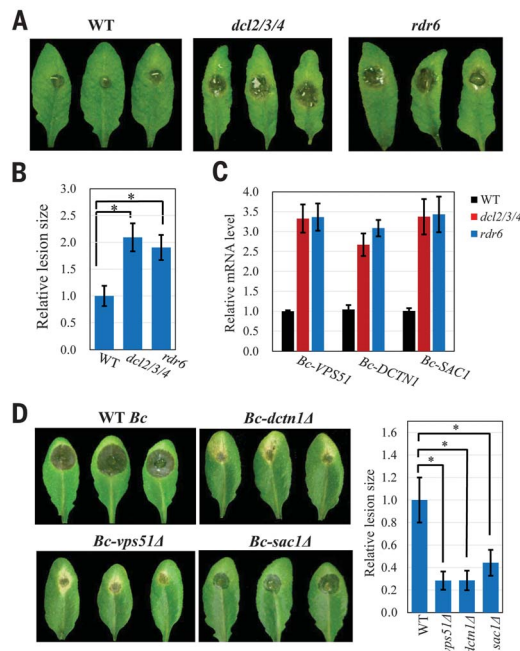 A
WT
dcl2/3/4
rdr6
B
Relative lesion size
3.0
2.5
2.0
1.5
1.0
0.5
0.0
*
*
WT
dcl2/3/4
rdr6
C
Relative mRNA level
4.5
4.0
3.5
3.0
2.5
2.0
1.5
1.0
0.5
0.0
Bc-VPS51
Bc-DCTN1
Bc-SAC1
WT
dcl2/3/4
rdr6
D
WT Bc
Bc-dctn1Δ
Bc-vps51Δ
Bc-sac1Δ
Relative lesion size
1.6
1.4
1.2
1.0
0.8
0.6
0.4
0.2
0.0
*
*
*
WT
vps51Δ
dctn1Δ
sac1Δ